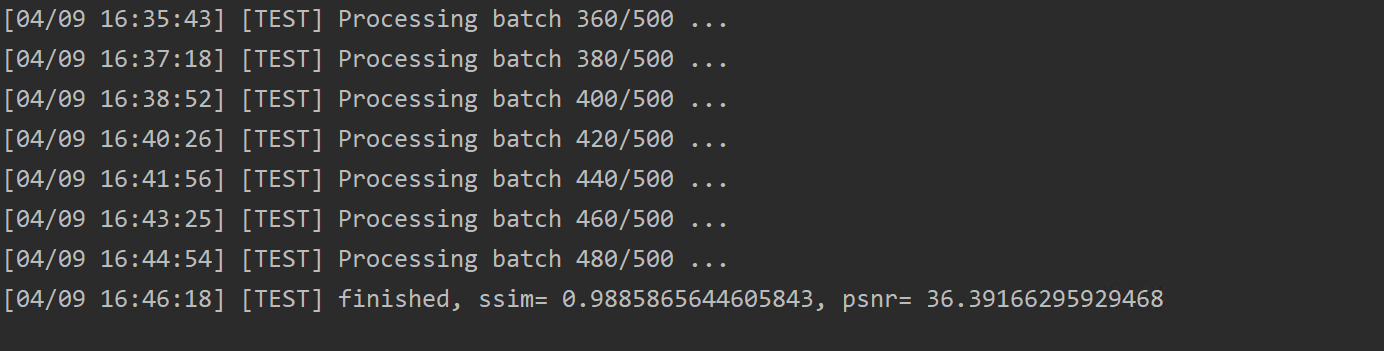 [04/09 16:35:43] [TEST] Processing batch 360/500 ...
[04/09 16:37:18] [TEST] Processing batch 380/500 ...
[04/09 16:38:52] [TEST] Processing batch 400/500 ...
[04/09 16:40:26] [TEST] Processing batch 420/500 ...
[04/09 16:41:56] [TEST] Processing batch 440/500 ...
[04/09 16:43:25] [TEST] Processing batch 460/500 ...
[04/09 16:44:54] [TEST] Processing batch 480/500 ...
[04/09 16:46:18] [TEST] finished, ssim= 0.9885865644605843, psnr= 36.39166295929468